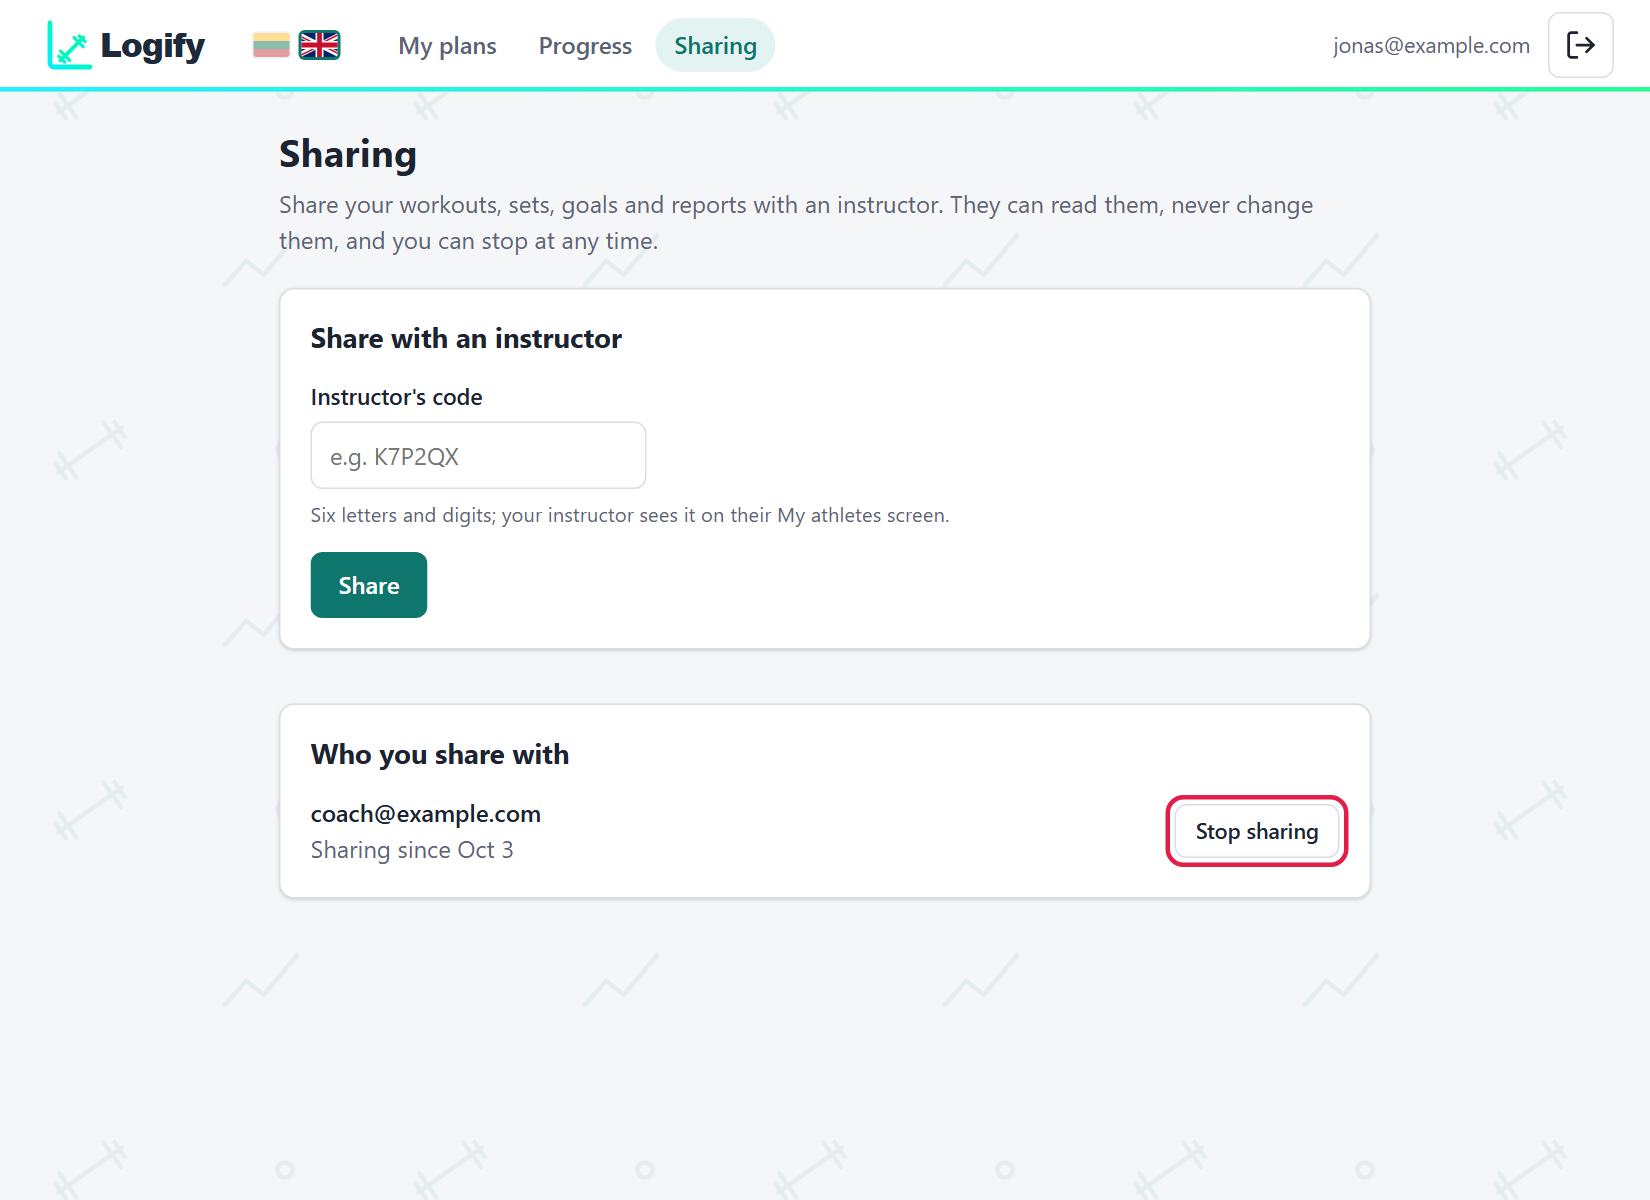 Logify
My plans
Progress
Sharing
jonas@example.com
Sharing
Share your workouts, sets, goals and reports with an instructor. They can read them, never change
them, and you can stop at any time.
Share with an instructor
Instructor's code
e.g. K7P2QX
Six letters and digits; your instructor sees it on their My athletes screen.
Share
Who you share with
coach@example.com
Sharing since Oct 3
Stop sharing